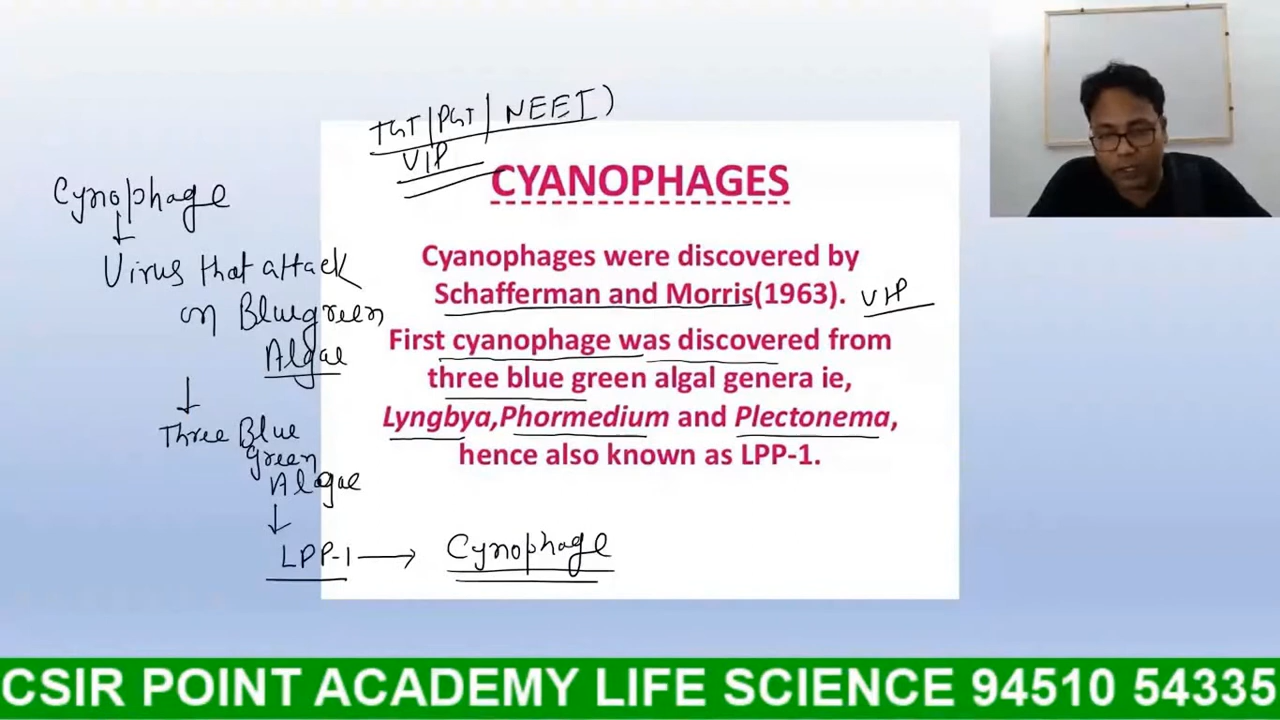 TGT/PGT/NEET)
VIP
CYANOPHAGES
Cyanophages were discovered by
Schafferman and Morris(1963).
VIP
First cyanophage was discovered from
three blue green algal genera ie,
Lyngbya,Phormedium and Plectonema,
hence also known as LPP-1.
Cynophage
Virus that attack
on Bluegreen
Algae
Three Blue
green
Alagae
LPP-1 → Cynophage
CSIR POINT ACADEMY LIFE SCIENCE 94510 54335